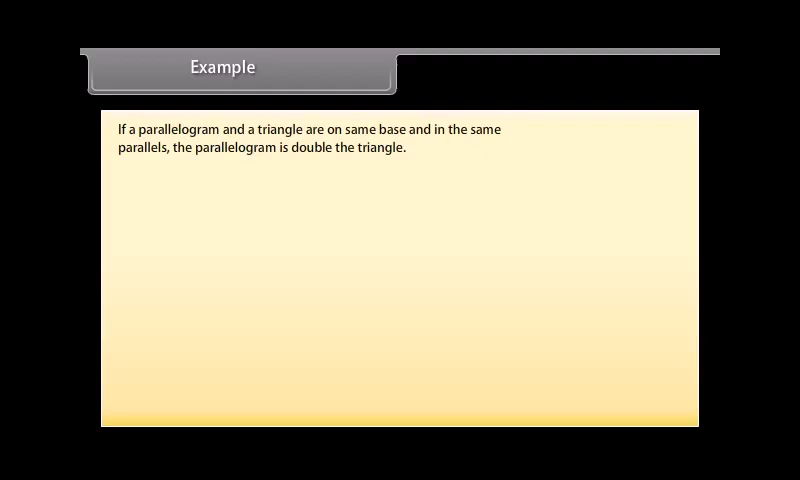 Example
If a parallelogram and a triangle are on same base and in the same
parallels, the parallelogram is double the triangle.